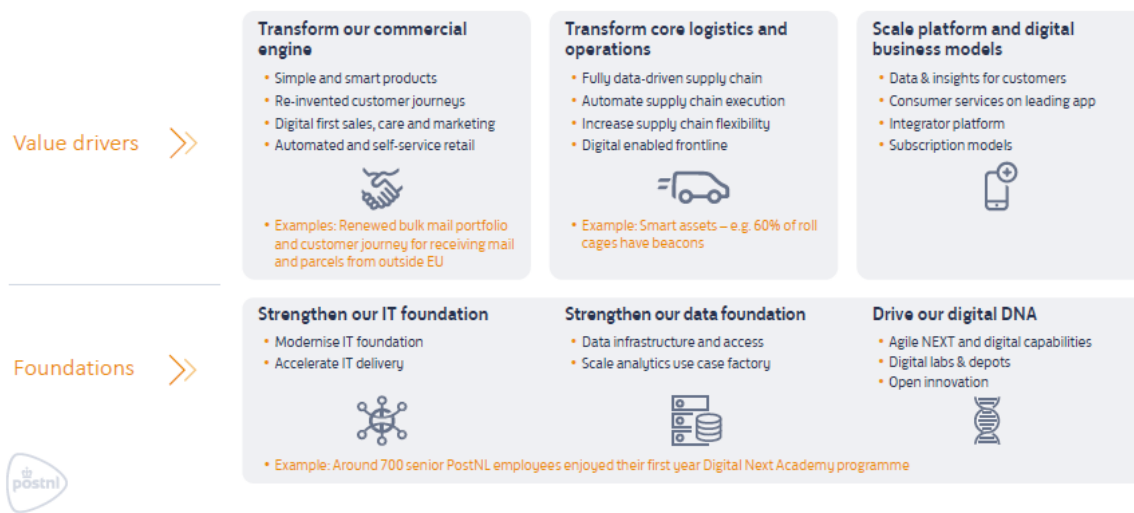 Value drivers
Transform our commercial
engine
• Simple and smart products
• Re-invented customer journeys
• Digital first sales, care and marketing
• Automated and self-service retail
• Examples: Renewed bulk mail portfolio
and customer journey for receiving mail
and parcels from outside EU
Transform core logistics and
operations
• Fully data-driven supply chain
• Automate supply chain execution
• Increase supply chain flexibility
• Digital enabled frontline
• Example: Smart assets – e.g. 60% of roll
cages have beacons
Scale platform and digital
business models
• Data & insights for customers
• Consumer services on leading app
• Integrator platform
• Subscription models
Foundations
Strengthen our IT foundation
• Modernise IT foundation
• Accelerate IT delivery
Strengthen our data foundation
• Data infrastructure and access
• Scale analytics use case factory
Drive our digital DNA
• Agile NEXT and digital capabilities
• Digital labs & depots
• Open innovation
• Example: Around 700 senior PostNL employees enjoyed their first year Digital Next Academy programme
postnl